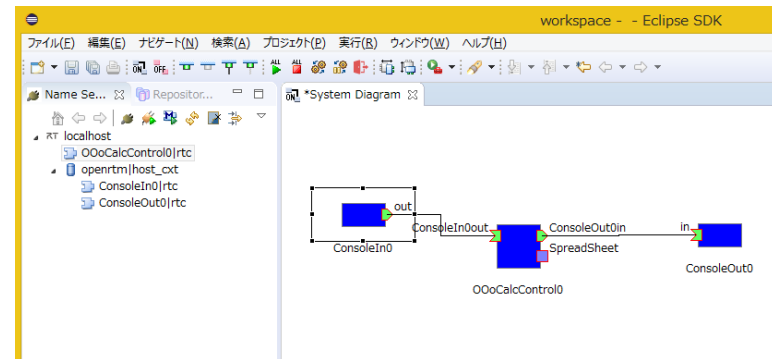 workspace - - Eclipse SDK
ファイル(F) 編集(E) ナビゲート(N) 検索(A) プロジェクト(P) 実行(R) ウィンドウ(W) ヘルプ(H)
Name Se... Repositor... *System Diagram
localhost
OOoCalcControl0|rtc
openrtm|host_cxt
ConsoleIn0|rtc
ConsoleOut0|rtc
out
ConsoleIn0
ConsoleIn0out
ConsoleOut0in
SpreadSheet
OOoCalcControl0
in
ConsoleOut0